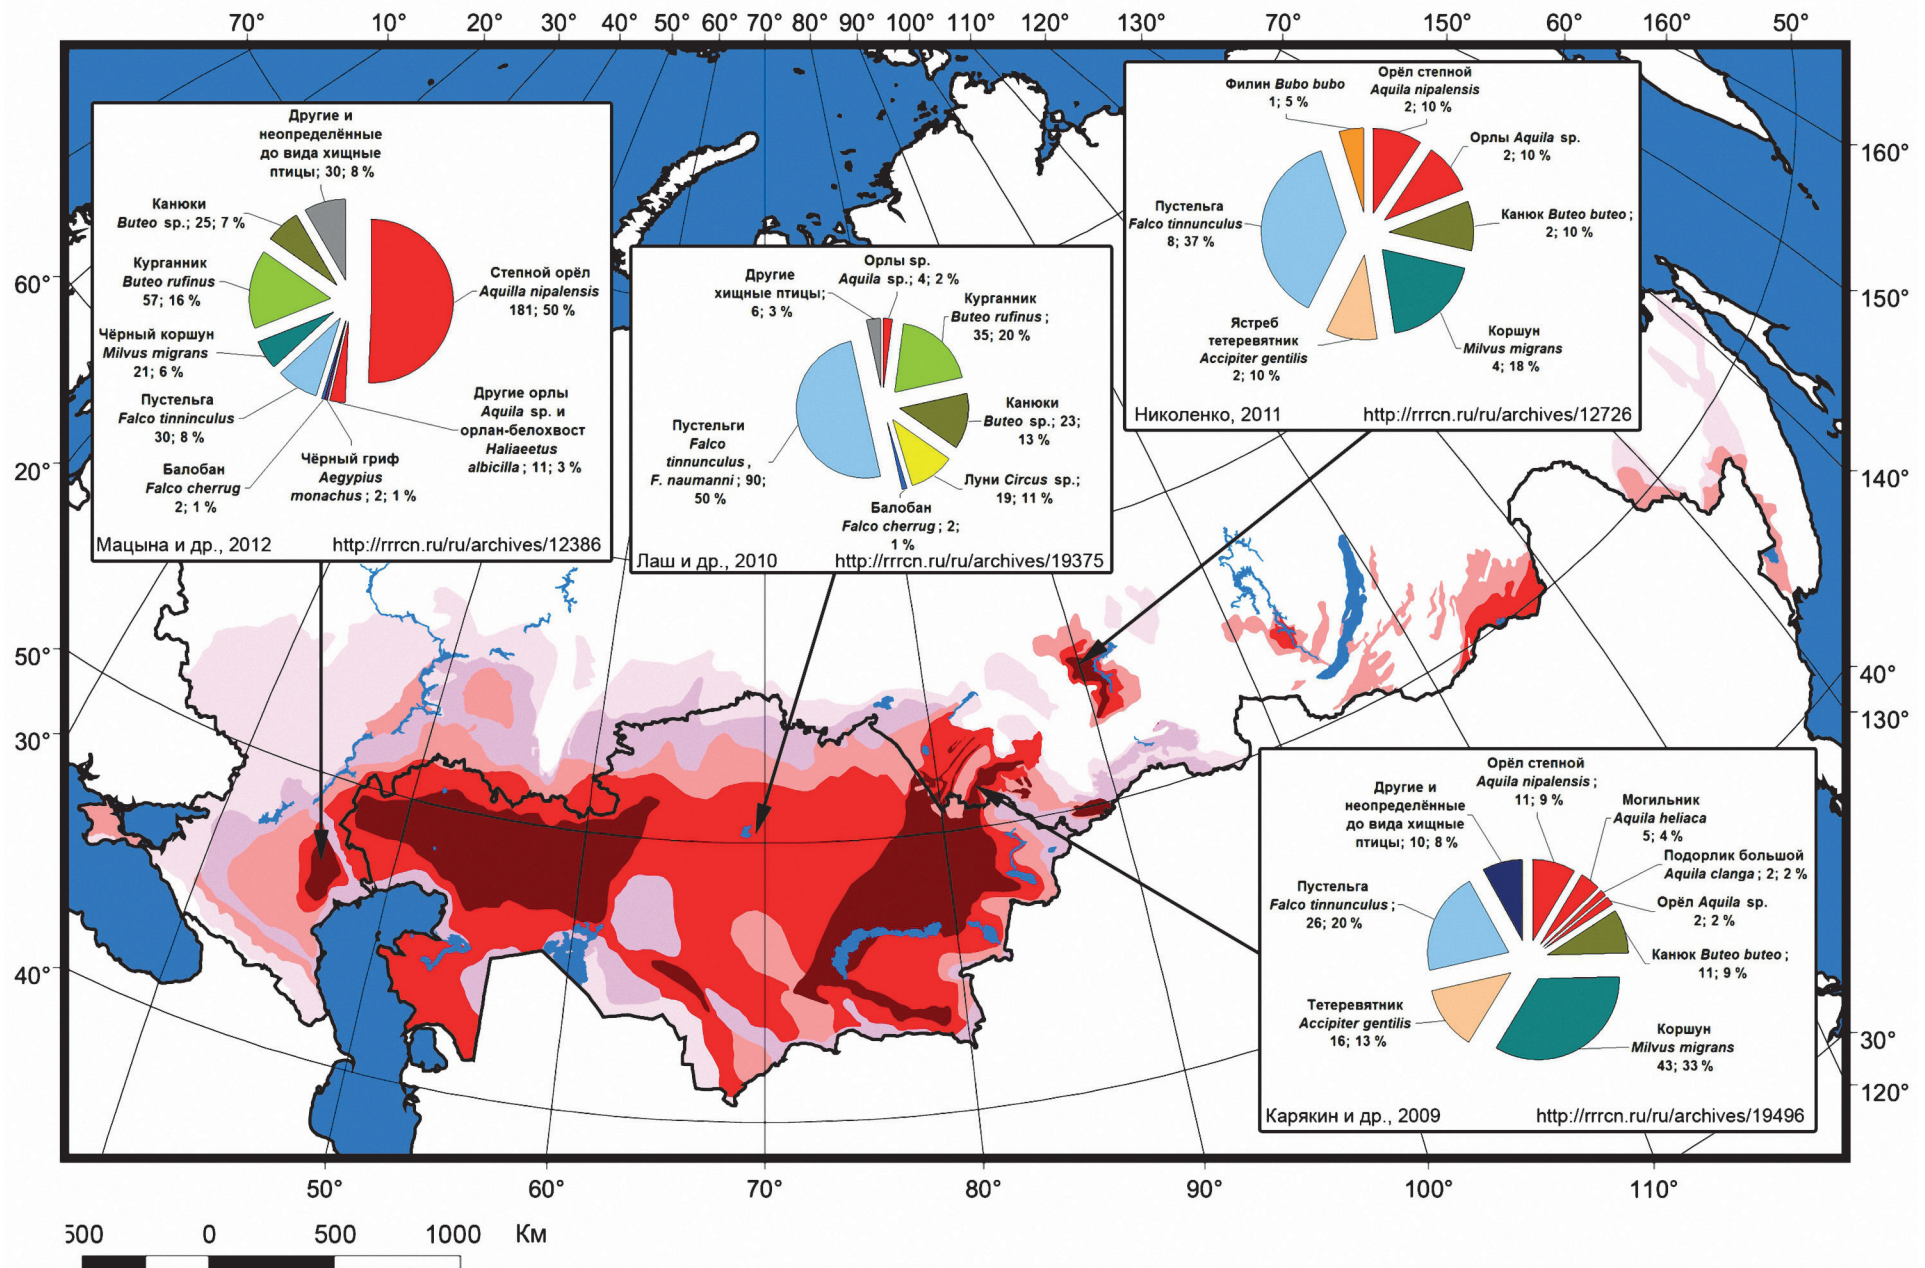 70° 10° 20° 30° 40° 50° 60° 70° 80° 90° 100° 110° 120° 130° 70° 150° 60° 160° 50°
Другие и
неопределённые
до вида хищные
птицы; 30; 8 %
Канюки
Buteo sp.; 25; 7 %
Курганник
Buteo rufinus
57; 16 %
Чёрный коршун
Milvus migrans
21; 6 %
Пустельга
Falco tinninculus
30; 8 %
Балобан
Falco cherrug
2; 1 %
Чёрный гриф
Aegypius
monachus ; 2; 1 %
Другие орлы
Aquila sp. и
орлан-белохвост
Haliaeetus
albicilla ; 11; 3 %
Степной орёл
Aquilla nipalensis
181; 50 %
Мацына и др., 2012 http://rrrcn.ru/ru/archives/12386
Другие
хищные птицы;
6; 3 %
Орлы sp.
Aquila sp.; 4; 2 %
Курганник
Buteo rufinus ;
35; 20 %
Канюки
Buteo sp.; 23;
13 %
Луни Circus sp.;
19; 11 %
Балобан
Falco cherrug ; 2;
1 %
Пустельги
Falco
tinnunculus ,
F. naumanni ; 90;
50 %
Лаш и др., 2010 http://rrrcn.ru/ru/archives/19375
Филин Bubo bubo
1; 5 %
Орёл степной
Aquila nipalensis
2; 10 %
Орлы Aquila sp.
2; 10 %
Канюк Buteo buteo ;
2; 10 %
Коршун
Milvus migrans
4; 18 %
Ястреб
тетеревятник
Accipiter gentilis
2; 10 %
Пустельга
Falco tinnunculus
8; 37 %
Николенко, 2011 http://rrrcn.ru/ru/archives/12726
Орёл степной
Aquila nipalensis ;
11; 9 %
Могильник
Aquila heliaca
5; 4 %
Подорлик большой
Aquila clanga ; 2; 2 %
Орёл Aquila sp.
2; 2 %
Канюк Buteo buteo ;
11; 9 %
Коршун
Milvus migrans
43; 33 %
Тетеревятник
Accipiter gentilis
16; 13 %
Пустельга
Falco tinnunculus ;
26; 20 %
Другие и
неопределённые
до вида хищные
птицы; 10; 8 %
Карякин и др., 2009 http://rrrcn.ru/ru/archives/19496
60°
20°
50°
30°
40°
160°
150°
140°
40°
130°
30°
120°
50° 60° 70° 80° 90° 100° 110°
500 0 500 1000 Км